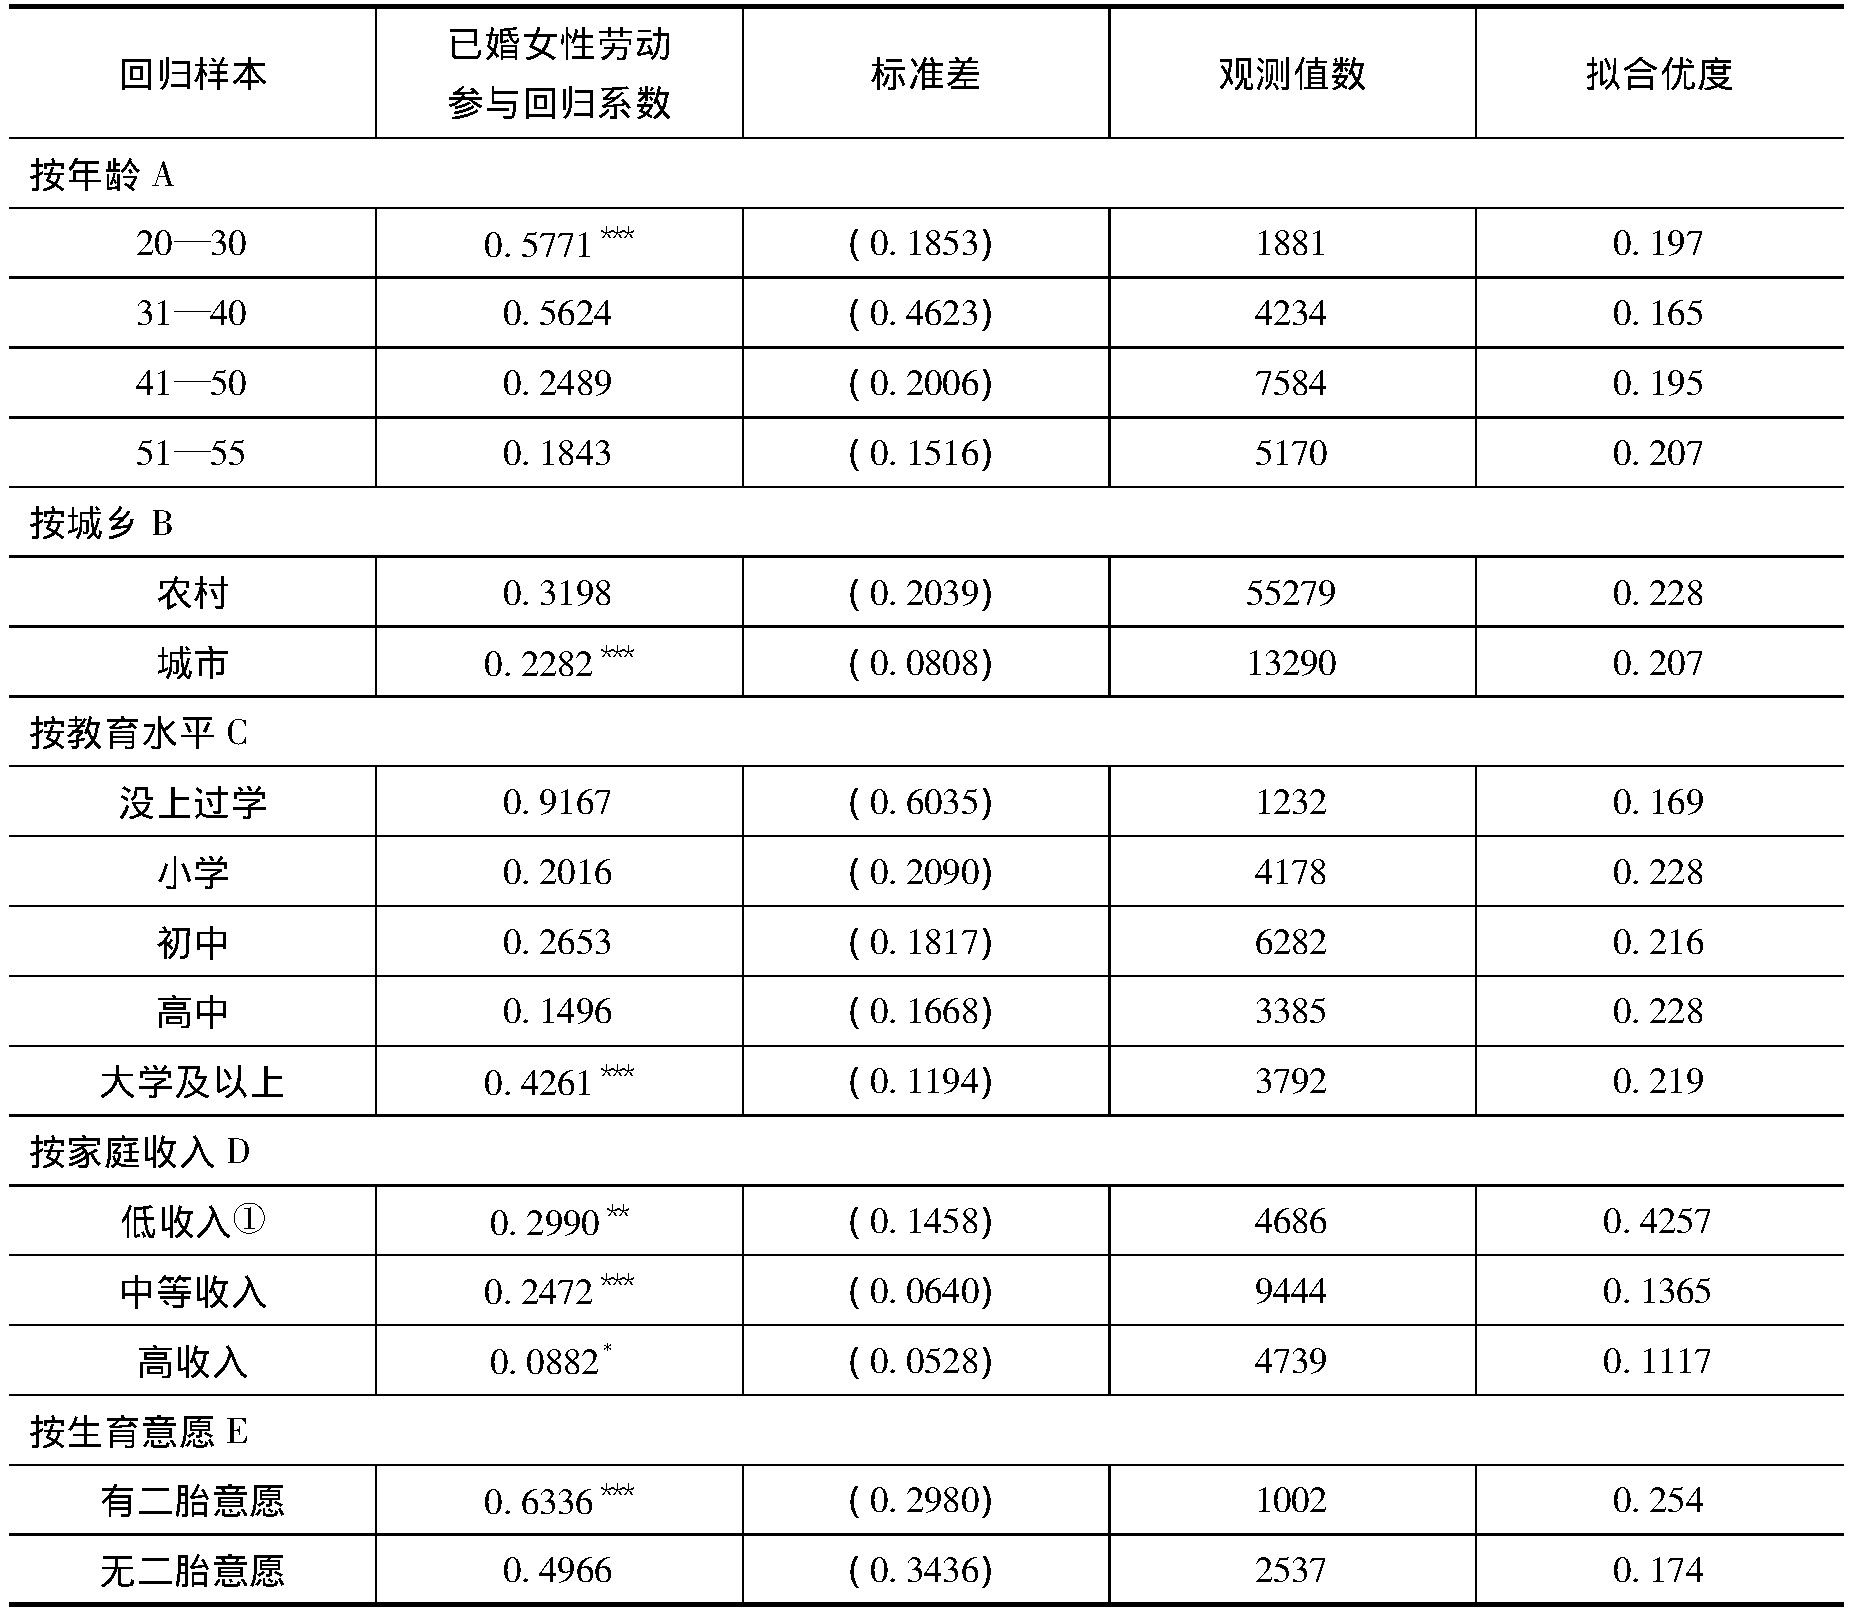 回归样本 已婚女性劳动参与回归系数 标准差 观测值数 拟合优度
按年龄 A
20—30 0.5771*** (0.1853) 1881 0.197
31—40 0.5624 (0.4623) 4234 0.165
41—50 0.2489 (0.2006) 7584 0.195
51—55 0.1843 (0.1516) 5170 0.207
按城乡 B
农村 0.3198 (0.2039) 55279 0.228
城市 0.2282*** (0.0808) 13290 0.207
按教育水平 C
没上过学 0.9167 (0.6035) 1232 0.169
小学 0.2016 (0.2090) 4178 0.228
初中 0.2653 (0.1817) 6282 0.216
高中 0.1496 (0.1668) 3385 0.228
大学及以上 0.4261*** (0.1194) 3792 0.219
按家庭收入 D
低收入① 0.2990** (0.1458) 4686 0.4257
中等收入 0.2472*** (0.0640) 9444 0.1365
高收入 0.0882* (0.0528) 4739 0.1117
按生育意愿 E
有二胎意愿 0.6336*** (0.2980) 1002 0.254
无二胎意愿 0.4966 (0.3436) 2537 0.174